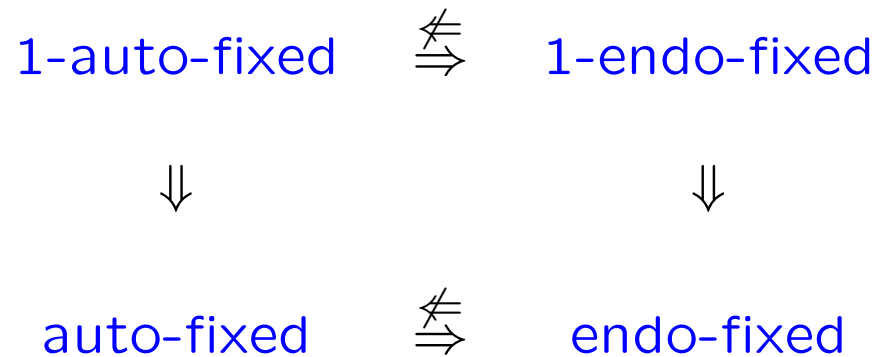 1-auto-fixed ⇍ ⇒ 1-endo-fixed
⇓ ⇓
auto-fixed ⇍ ⇒ endo-fixed